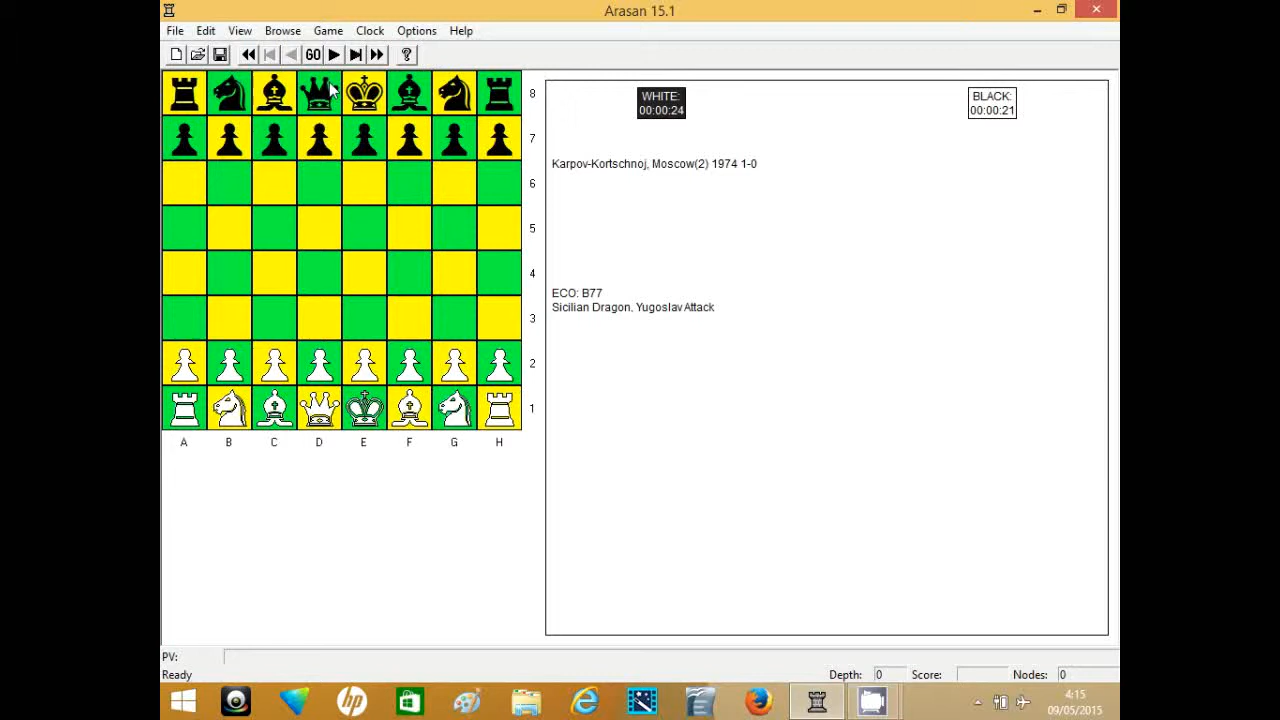 Arasan 15.1
File Edit View Browse Game Clock Options Help
GO ?
WHITE:
00:00:24
BLACK:
00:00:21
Karpov-Kortschnoj, Moscow(2) 1974 1-0
ECO: B77
Sicilian Dragon, Yugoslav Attack
8
7
6
5
4
3
2
1
A B C D E F G H
PV:
Ready Depth: 0 Score: Nodes: 0
hp
4:15
09/05/2015